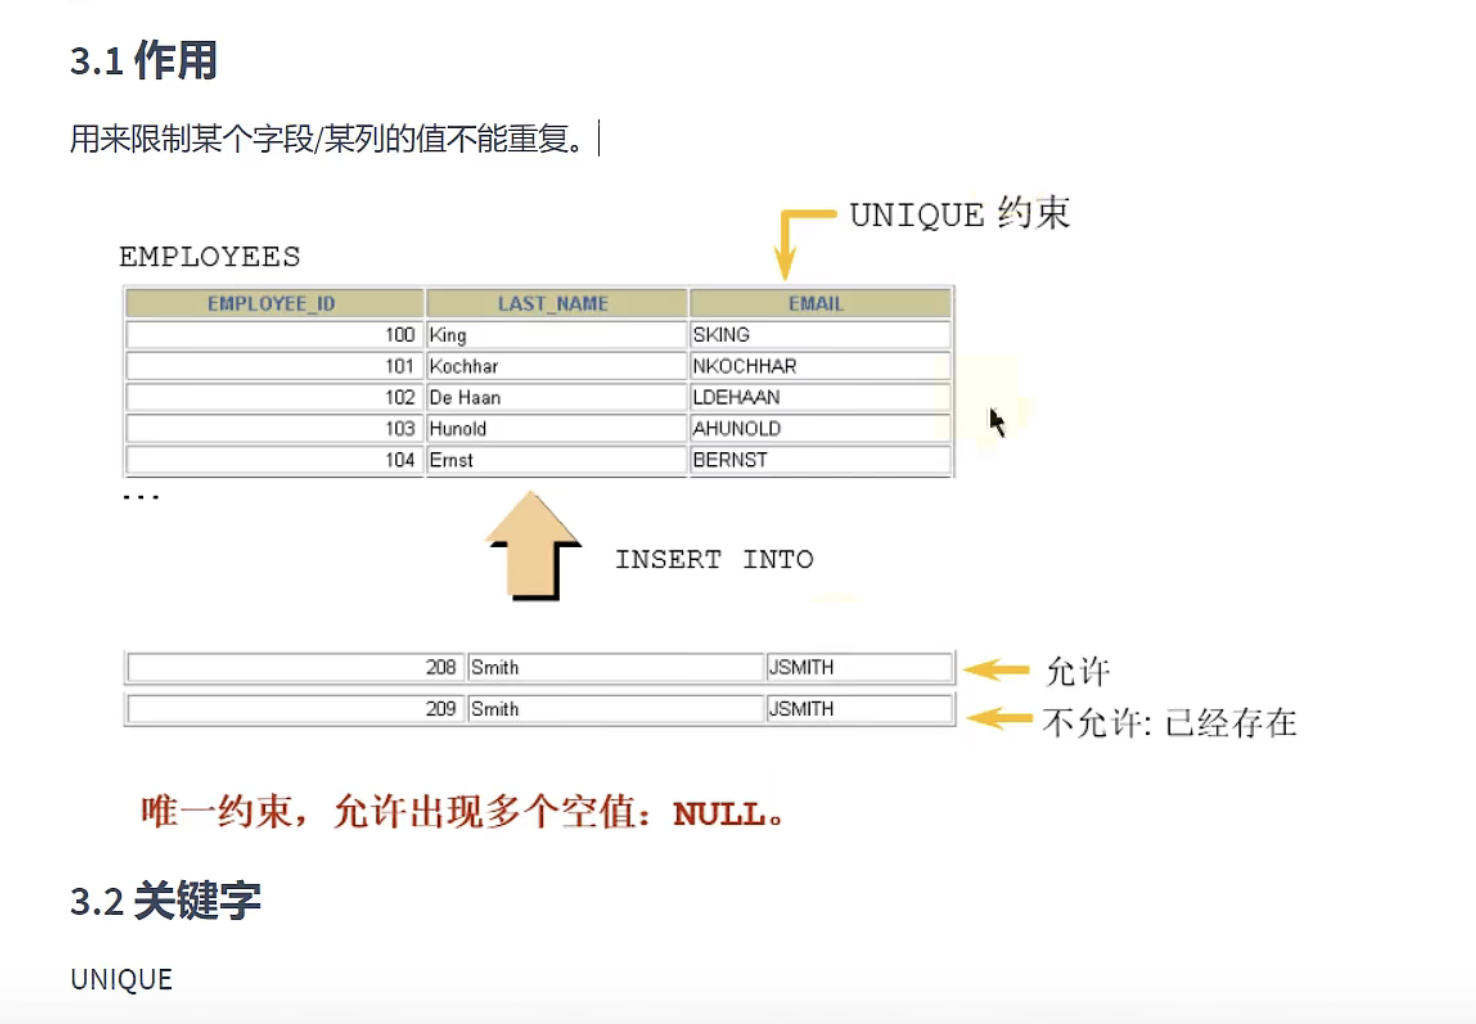 3.1 作用
用来限制某个字段/某列的值不能重复。
UNIQUE 约束
EMPLOYEES
EMPLOYEE_ID LAST_NAME EMAIL
100 King SKING
101 Kochhar NKOCHHAR
102 De Haan LDEHAAN
103 Hunold AHUNOLD
104 Ernst BERNST
...
INSERT INTO
208 Smith JSMITH 允许
209 Smith JSMITH 不允许: 已经存在
唯一约束，允许出现多个空值：NULL。
3.2 关键字
UNIQUE